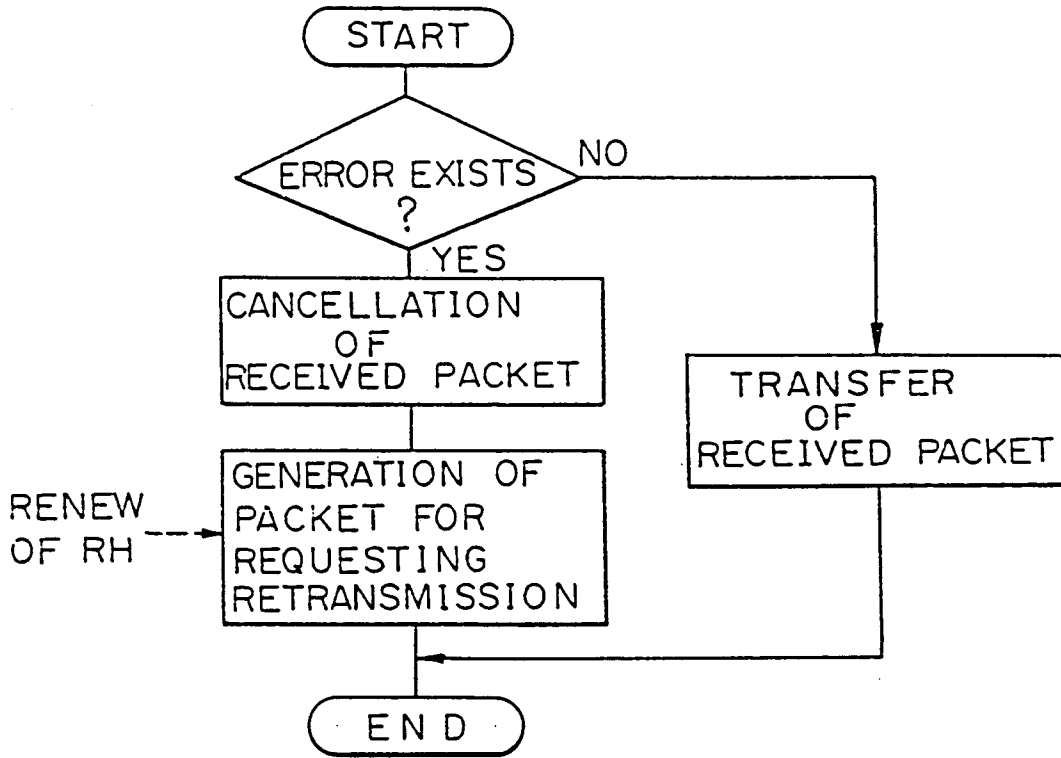 START
ERROR EXISTS
?
NO
YES
CANCELLATION
OF
RECEIVED PACKET
TRANSFER
OF
RECEIVED PACKET
RENEW
OF RH
GENERATION OF
PACKET FOR
REQUESTING
RETRANSMISSION
END